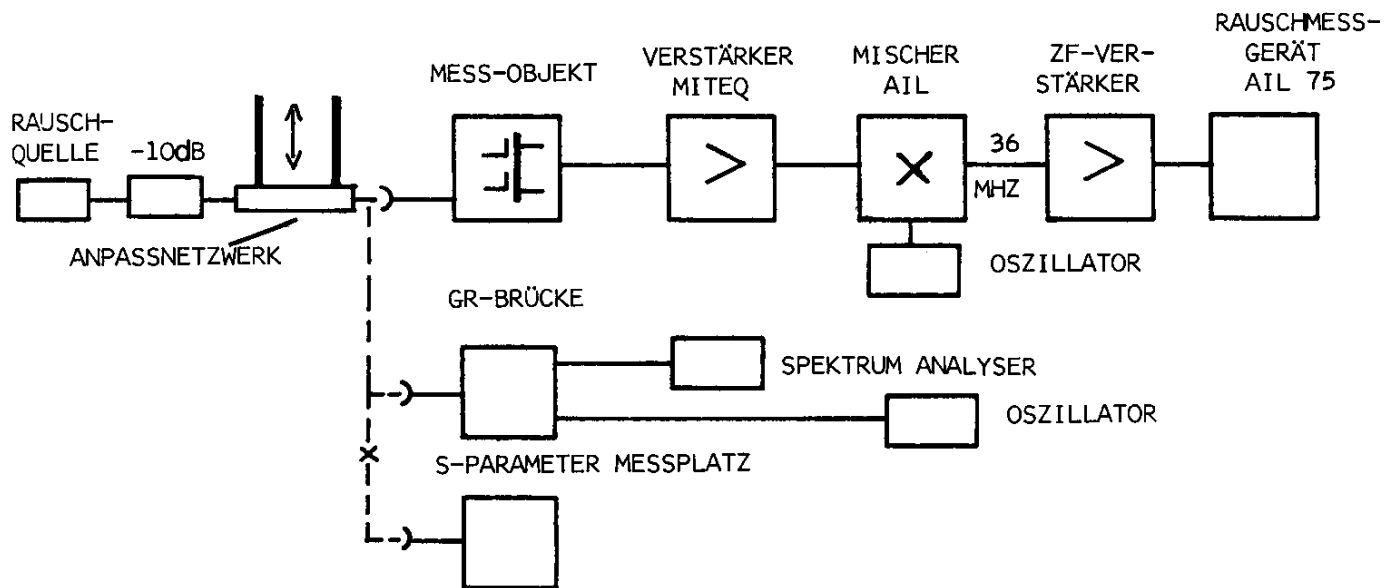 RAUSCH-
QUELLE
-10dB
ANPASSNETZWERK
MESS-OBJEKT
VERSTÄRKER
MITEQ
MISCHER
AIL
36
MHZ
OSZILLATOR
ZF-VER-
STÄRKER
RAUSCHMESS-
GERÄT
AIL 75
GR-BRÜCKE
SPEKTRUM ANALYSER
OSZILLATOR
S-PARAMETER MESSPLATZ